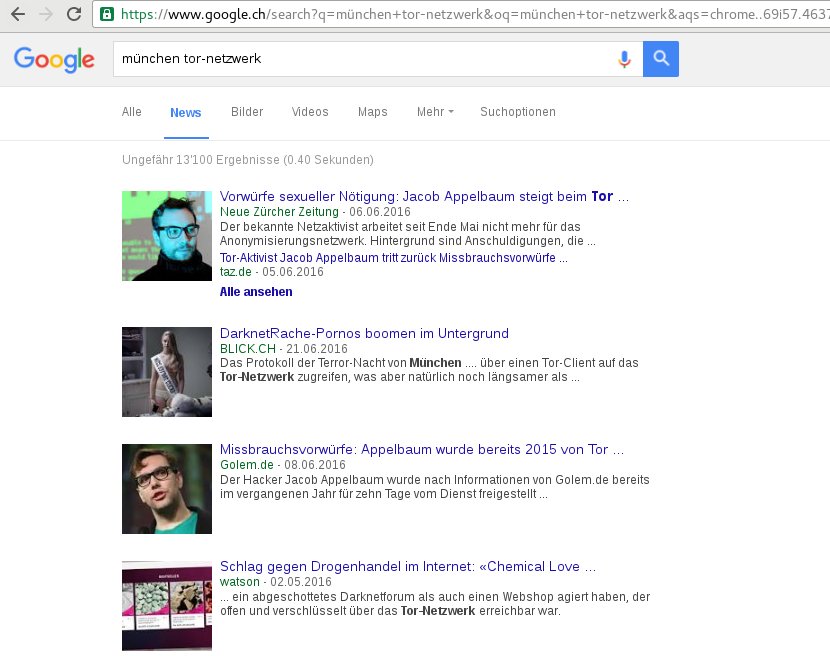 https://www.google.ch/search?q=münchen+tor-netzwerk&oq=münchen+tor-netzwerk&aqs=chrome..69i57.4637
Google
münchen tor-netzwerk
Alle News Bilder Videos Maps Mehr Suchoptionen
Ungefähr 13'100 Ergebnisse (0.40 Sekunden)
Vorwürfe sexueller Nötigung: Jacob Appelbaum steigt beim Tor ...
Neue Zürcher Zeitung - 06.06.2016
Der bekannte Netzaktivist arbeitet seit Ende Mai nicht mehr für das
Anonymisierungsnetzwerk. Hintergrund sind Anschuldigungen, die ...
Tor-Aktivist Jacob Appelbaum tritt zurück Missbrauchsvorwürfe ...
taz.de - 05.06.2016
Alle ansehen
DarknetRache-Pornos boomen im Untergrund
BLICK.CH - 21.06.2016
Das Protokoll der Terror-Nacht von München .... über einen Tor-Client auf das
Tor-Netzwerk zugreifen, was aber natürlich noch längsamer als ...
Missbrauchsvorwürfe: Appelbaum wurde bereits 2015 von Tor ...
Golem.de - 08.06.2016
Der Hacker Jacob Appelbaum wurde nach Informationen von Golem.de bereits
im vergangenen Jahr für zehn Tage vom Dienst freigestellt ...
Schlag gegen Drogenhandel im Internet: «Chemical Love ...
watson - 02.05.2016
... ein abgeschottetes Darknetforum als auch einen Webshop agiert haben, der
offen und verschlüsselt über das Tor-Netzwerk erreichbar war.